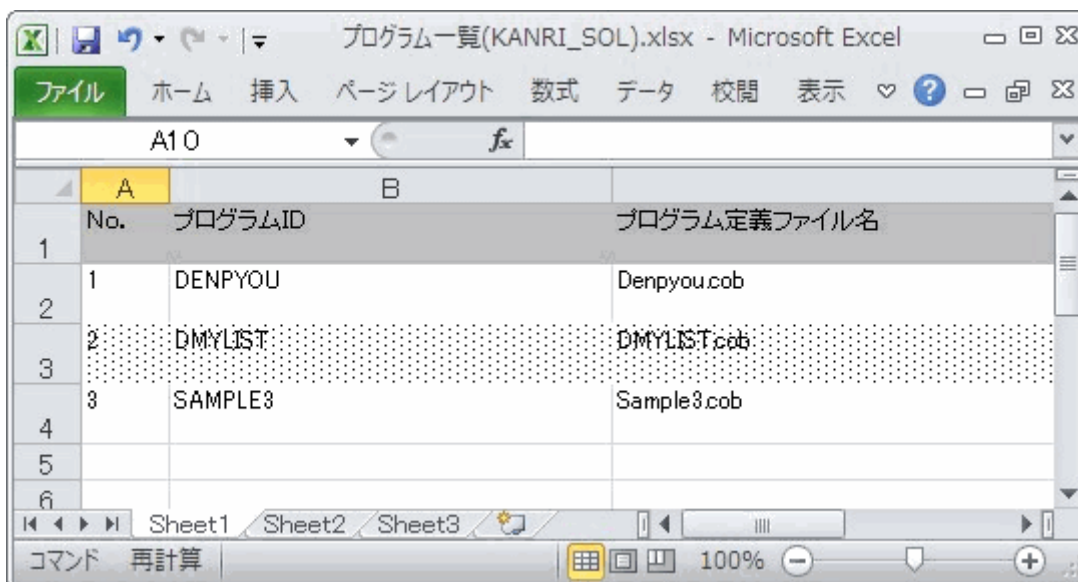 プログラム一覧(KANRI_SOL).xlsx - Microsoft Excel
ファイル ホーム 挿入 ページ レイアウト 数式 データ 校閲 表示
A10 fx
A B
1 No. プログラムID プログラム定義ファイル名
2 1 DENPYOU Denpyou.cob
3 2 DMYLIST DMYLIST.cob
4 3 SAMPLE3 Sample3.cob
5
6
Sheet1 Sheet2 Sheet3
コマンド 再計算 100%